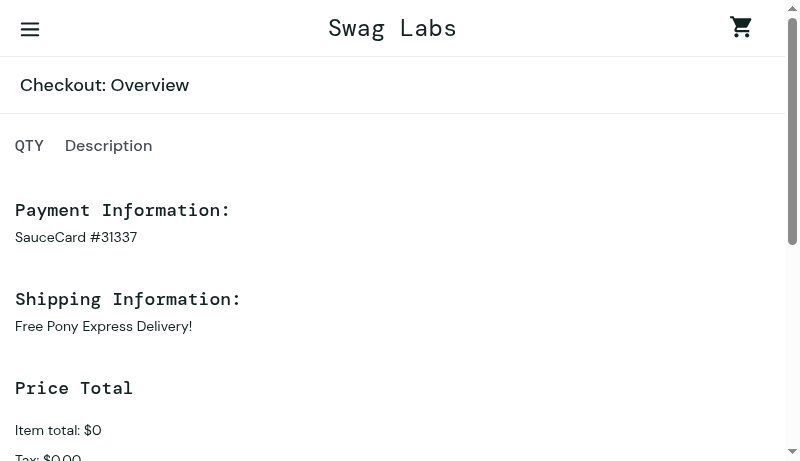 Swag Labs
Checkout: Overview
QTY Description
Payment Information:
SauceCard #31337
Shipping Information:
Free Pony Express Delivery!
Price Total
Item total: $0
Tax: $0.00